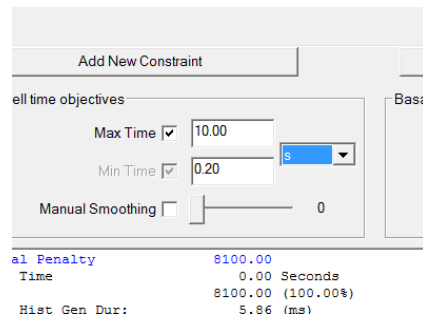 Add New Constraint
ell time objectives
Basa
Max Time 10.00
Min Time 0.20
s
Manual Smoothing 0
al Penalty 8100.00
Time 0.00 Seconds
8100.00 (100.00%)
Hist Gen Dur: 5.86 (ms)